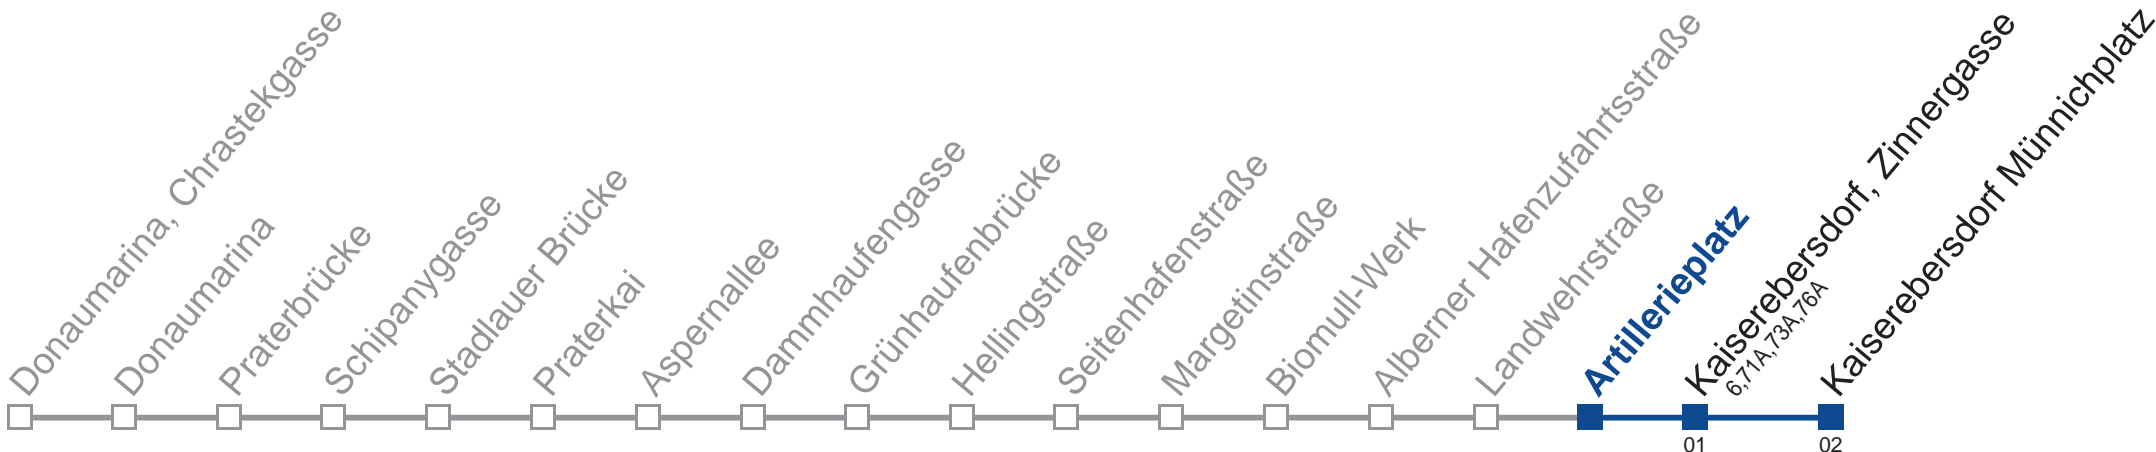 Donaumarina, Chrastekgasse
Donaumarina
Praterbrücke
Schipanygasse
Stadlauer Brücke
Praterkai
Aspernallee
Dammhaufengasse
Grünhaufenbrücke
Hellingstraße
Seitenhafenstraße
Margetinstraße
Biomull-Werk
Alberner Hafenzufahrtsstraße
Landwehrstraße
Artillerieplatz
Kaiserebersdorf, Zinnergasse
6,71A,73A,76A
Kaiserebersdorf Münnichplatz
01
02